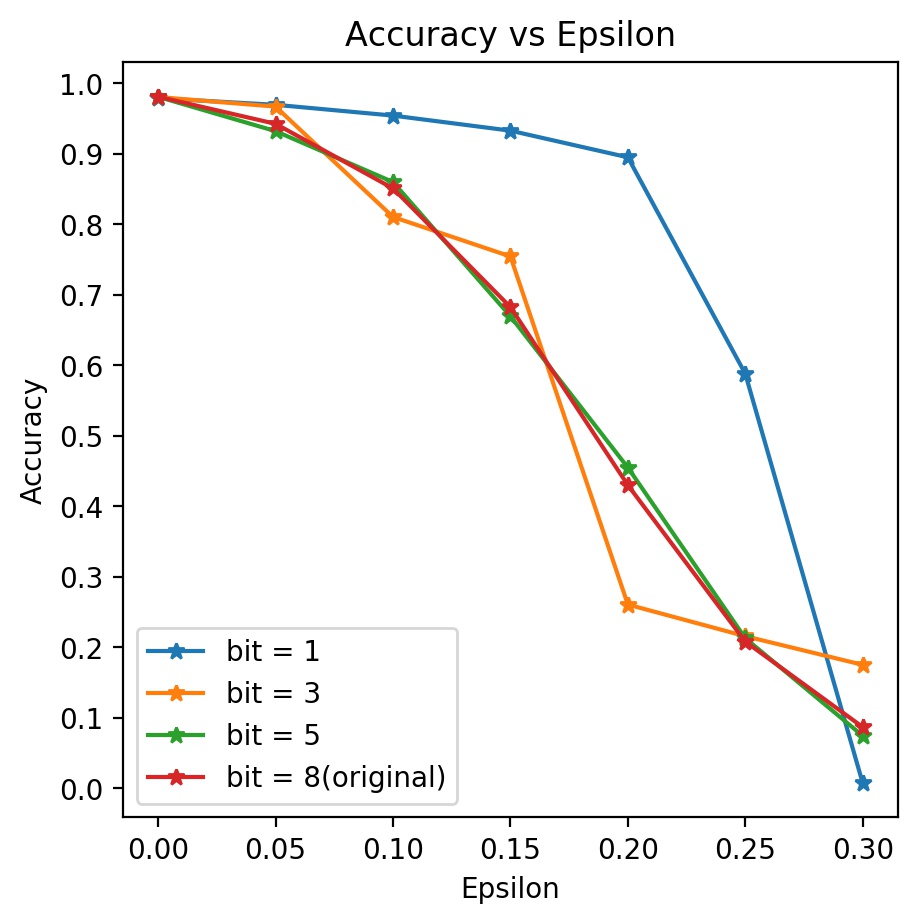 Accuracy vs Epsilon
1.0
0.9
0.8
0.7
0.6
0.5
0.4
0.3
0.2
0.1
0.0
Accuracy
bit = 1
bit = 3
bit = 5
bit = 8(original)
0.00 0.05 0.10 0.15 0.20 0.25 0.30
Epsilon